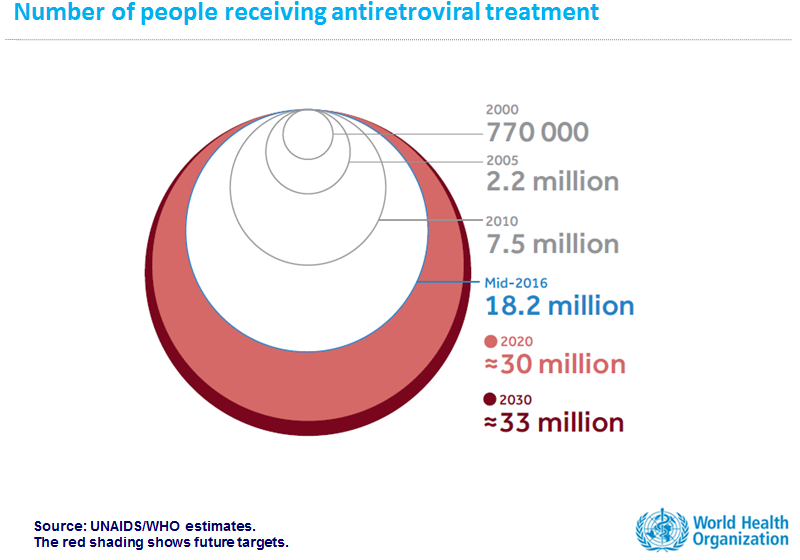 Number of people receiving antiretroviral treatment
2000
770 000
2005
2.2 million
2010
7.5 million
Mid-2016
18.2 million
2020
≈30 million
2030
≈33 million
Source: UNAIDS/WHO estimates.
The red shading shows future targets.
World Health
Organization